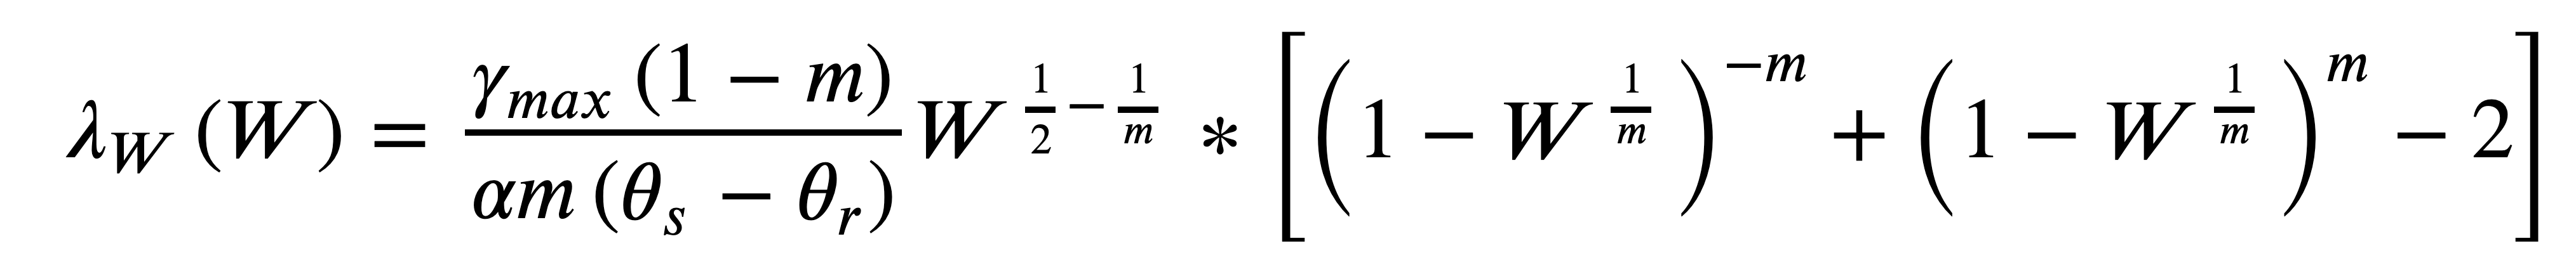 λ_W (W) = \frac{γ_{max} (1 − m)}{αm (θ_s − θ_r)} W^{\frac{1}{2} − \frac{1}{m}} * [(1 − W^{\frac{1}{m}})^{−m} + (1 − W^{\frac{1}{m}})^{m} − 2]